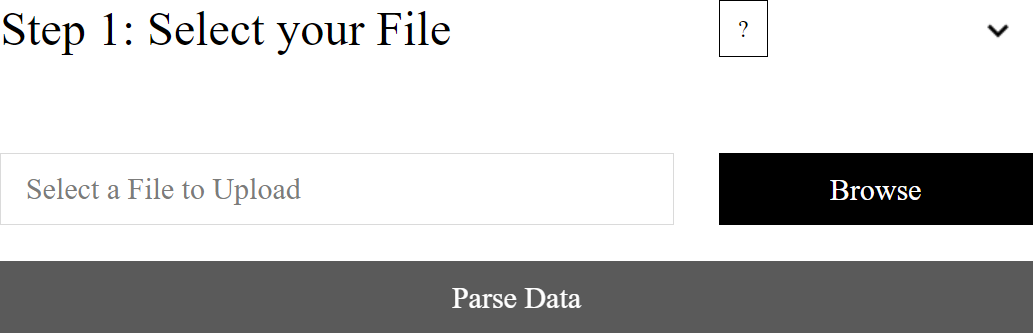 Step 1: Select your File
?
Select a File to Upload
Browse
Parse Data